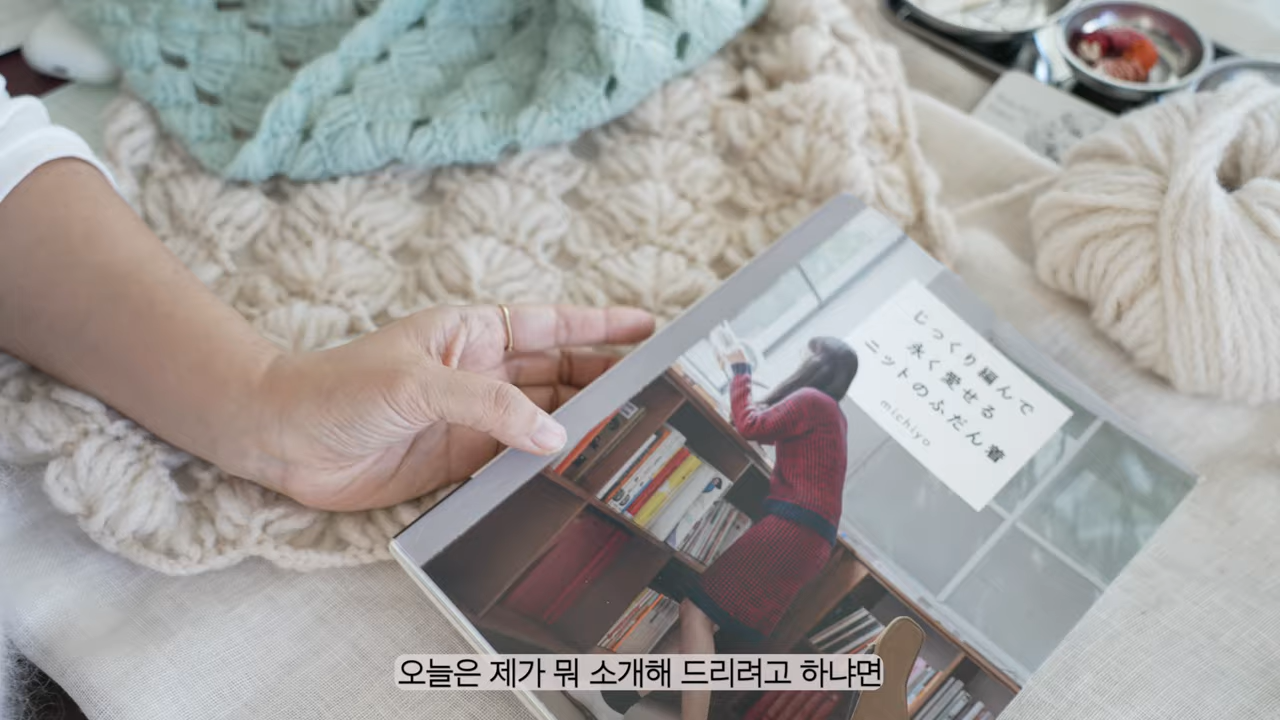 じっくり編んで
永く愛せる
ニットのふだん着
michiyo
오늘은 제가 뭐 소개해 드리려고 하냐면